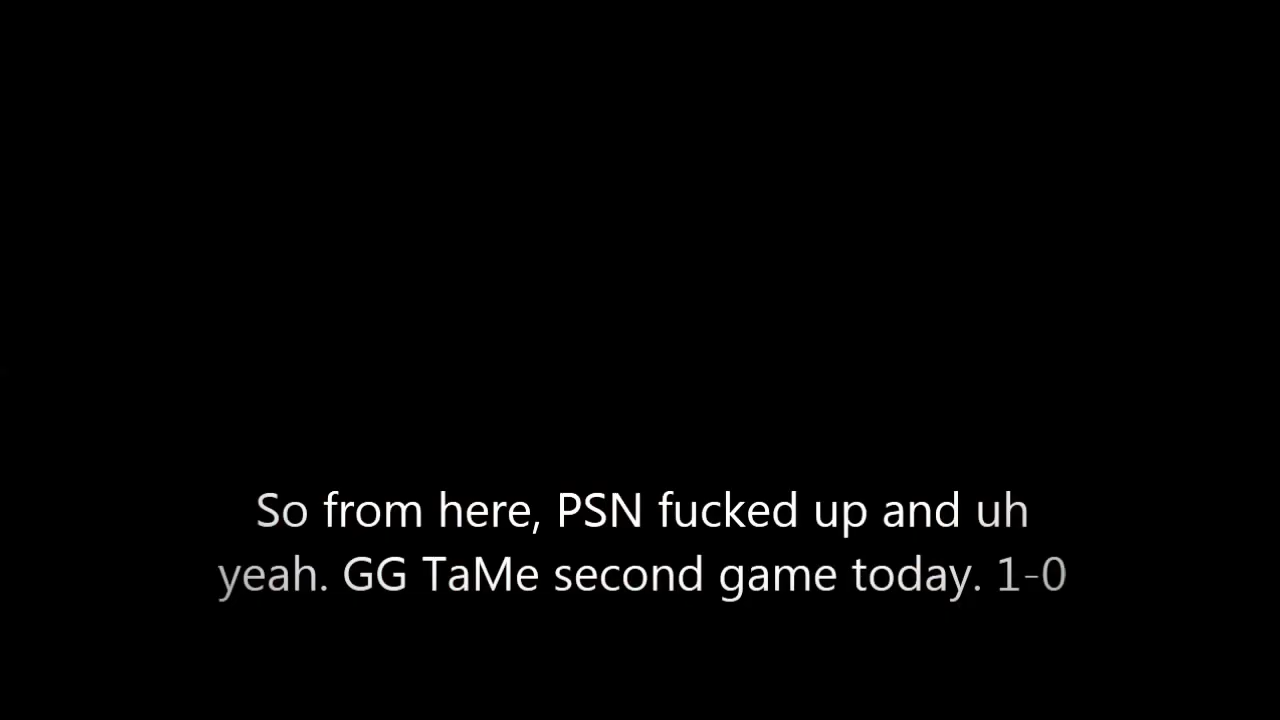 So from here, PSN fucked up and uh
yeah. GG TaMe second game today. 1-0